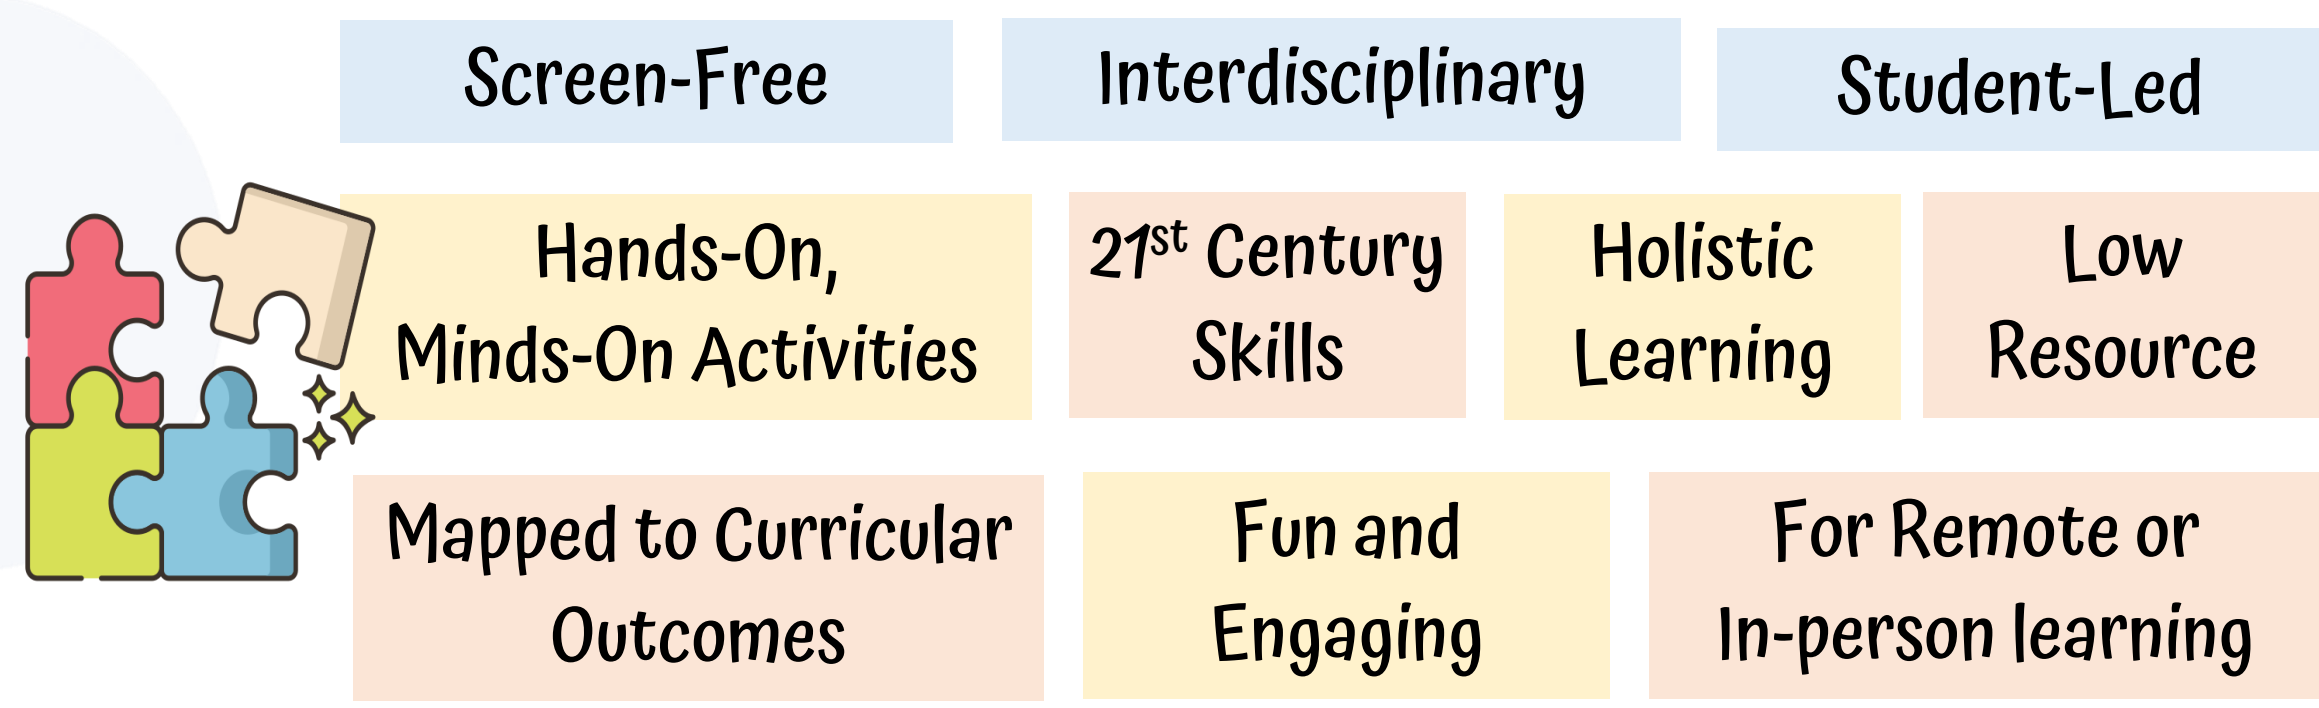 Screen-Free
Interdisciplinary
Student-Led
Hands-On,
Minds-On Activities
21st Century
Skills
Holistic
Learning
Low
Resource
Mapped to Curricular
Outcomes
Fun and
Engaging
For Remote or
In-person learning